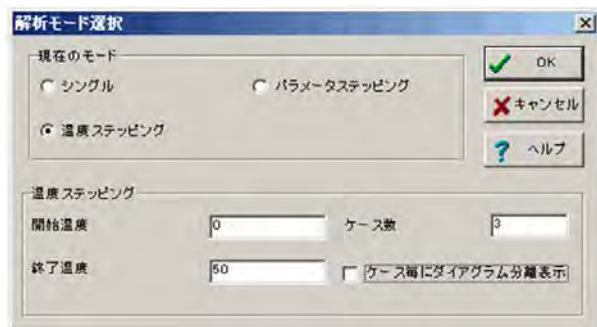 解析モード選択
現在のモード
シングル
パラメータステッピング
温度ステッピング
OK
キャンセル
ヘルプ
温度ステッピング
開始温度
0
ケース数
3
終了温度
50
ケース毎にダイアグラム分離表示